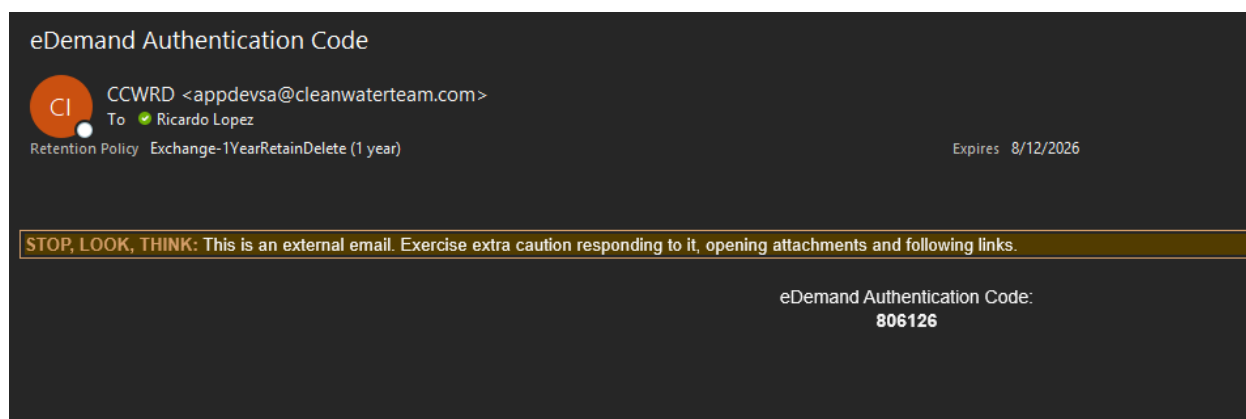 eDemand Authentication Code
CI
CCWRD <appdevsa@cleanwaterteam.com>
To Ricardo Lopez
Retention Policy Exchange-1YearRetainDelete (1 year) Expires 8/12/2026
STOP, LOOK, THINK: This is an external email. Exercise extra caution responding to it, opening attachments and following links.
eDemand Authentication Code:
806126